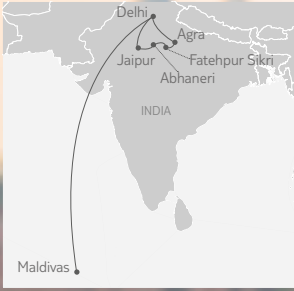 Delhi
Agra
Jaipur
Fatehpur Sikri
Abhaneri
INDIA
Maldivas